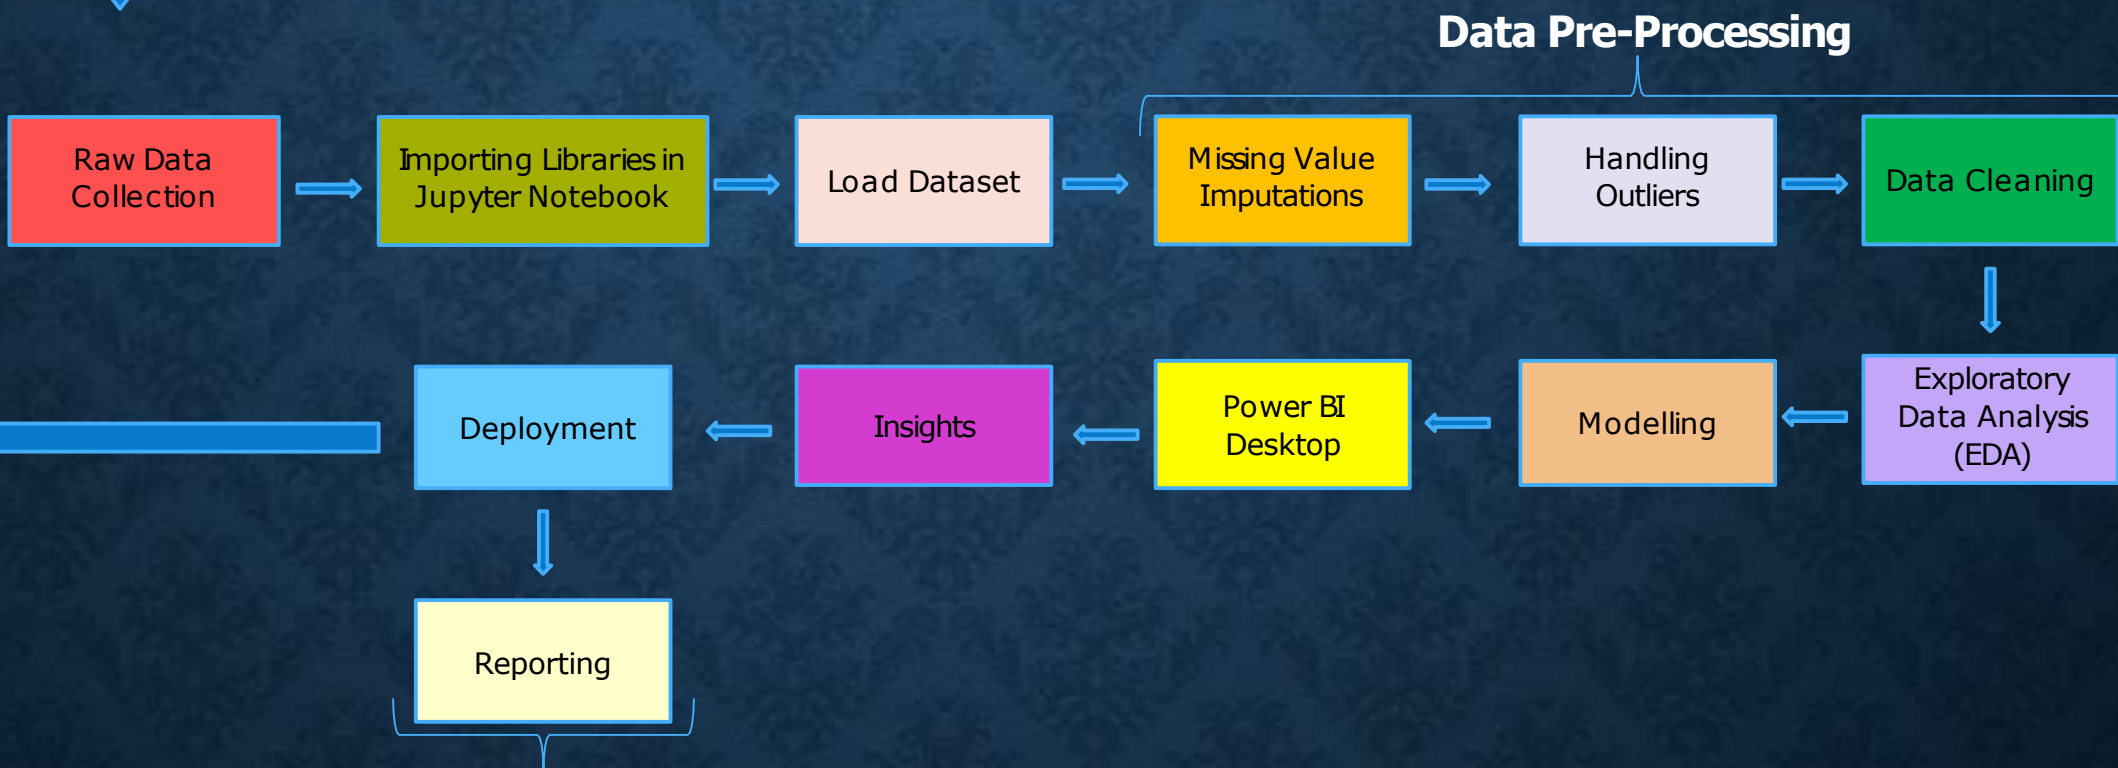 Data Pre-Processing
Raw Data
Collection
Importing Libraries in
Jupyter Notebook
Load Dataset
Missing Value
Imputations
Handling
Outliers
Data Cleaning
Exploratory
Data Analysis
(EDA)
Modelling
Power BI
Desktop
Insights
Deployment
Reporting